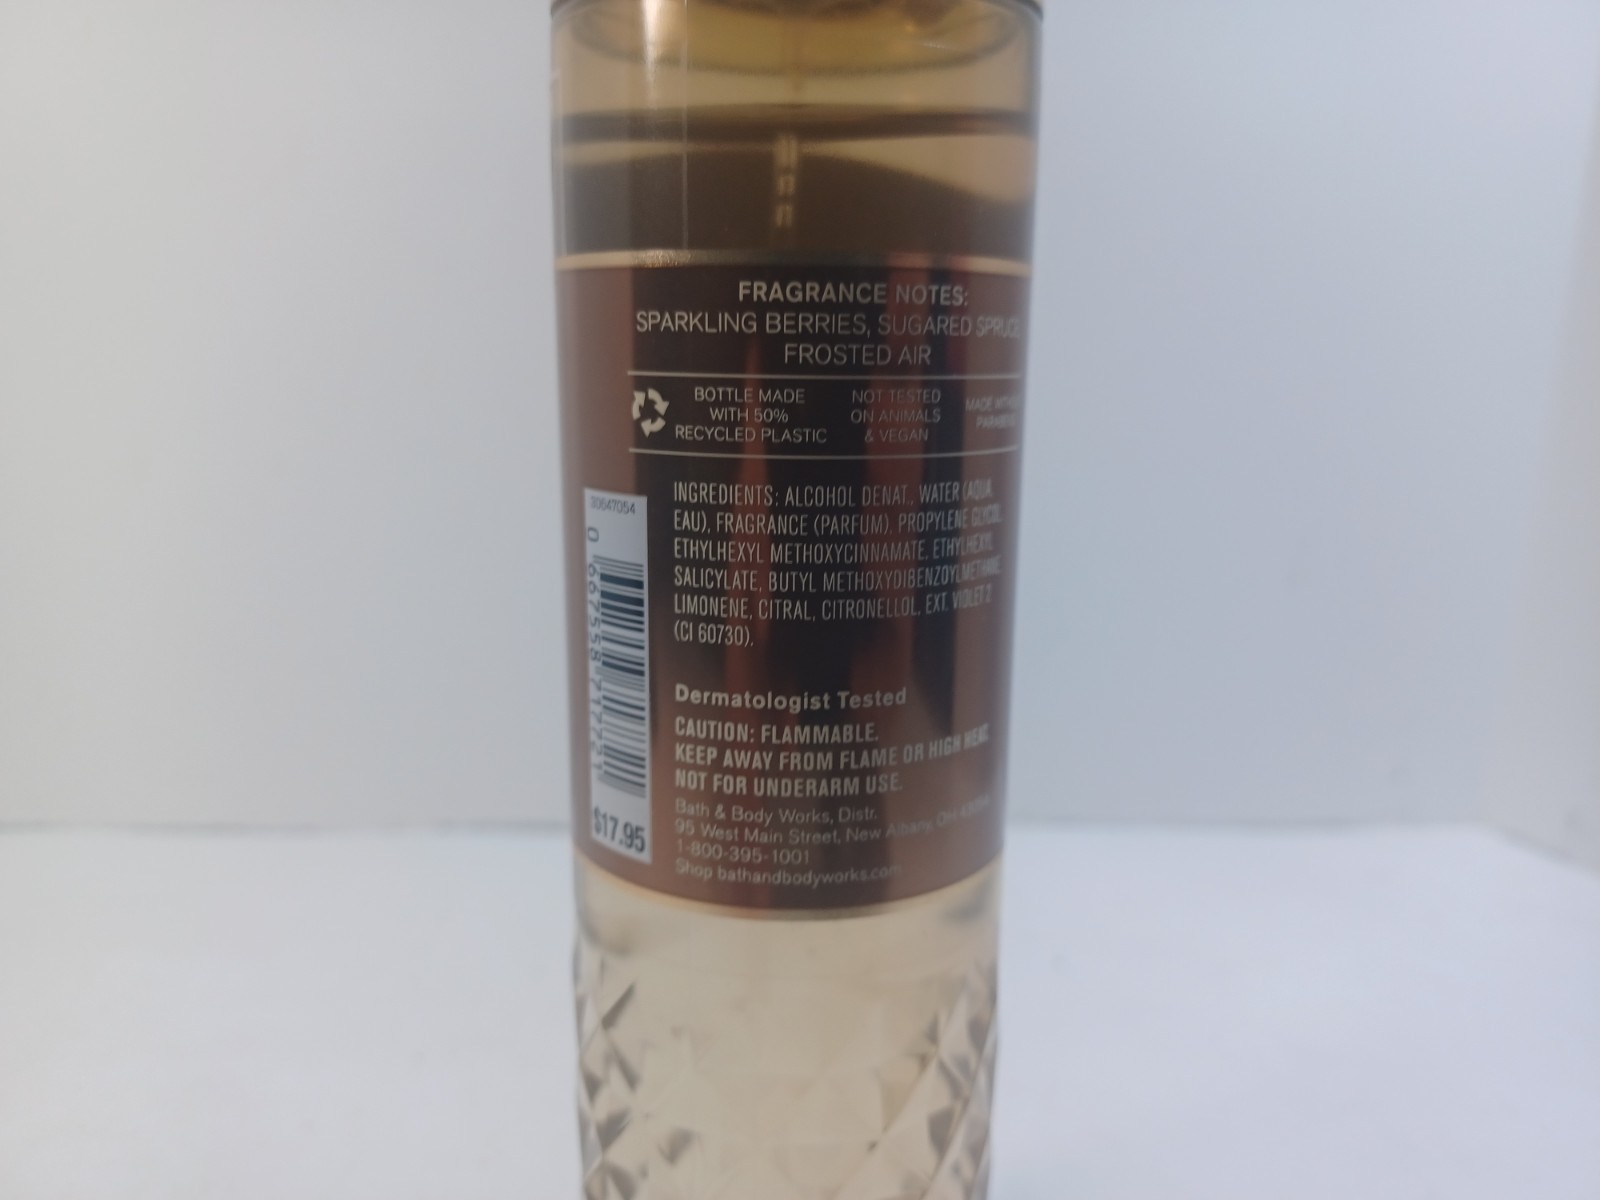 FRAGRANCE NOTES:
SPARKLING BERRIES, SUGARED SPRUCE,
FROSTED AIR
BOTTLE MADE
WITH 50%
RECYCLED PLASTIC
NOT TESTED
ON ANIMALS
& VEGAN
MADE WITHOUT
PARABENS
INGREDIENTS: ALCOHOL DENAT., WATER (AQUA,
EAU), FRAGRANCE (PARFUM), PROPYLENE GLYCOL,
ETHYLHEXYL METHOXYCINNAMATE, ETHYLHEXYL
SALICYLATE, BUTYL METHOXYDIBENZOYLMETHANE,
LIMONENE, CITRAL, CITRONELLOL, EXT. VIOLET 2
(CI 60730).
Dermatologist Tested
CAUTION: FLAMMABLE.
KEEP AWAY FROM FLAME OR HIGH HEAT.
NOT FOR UNDERARM USE.
Bath & Body Works, Distr.
95 West Main Street, New Albany, OH
1-800-395-1001
Shop bathandbodyworks.com
$17.95